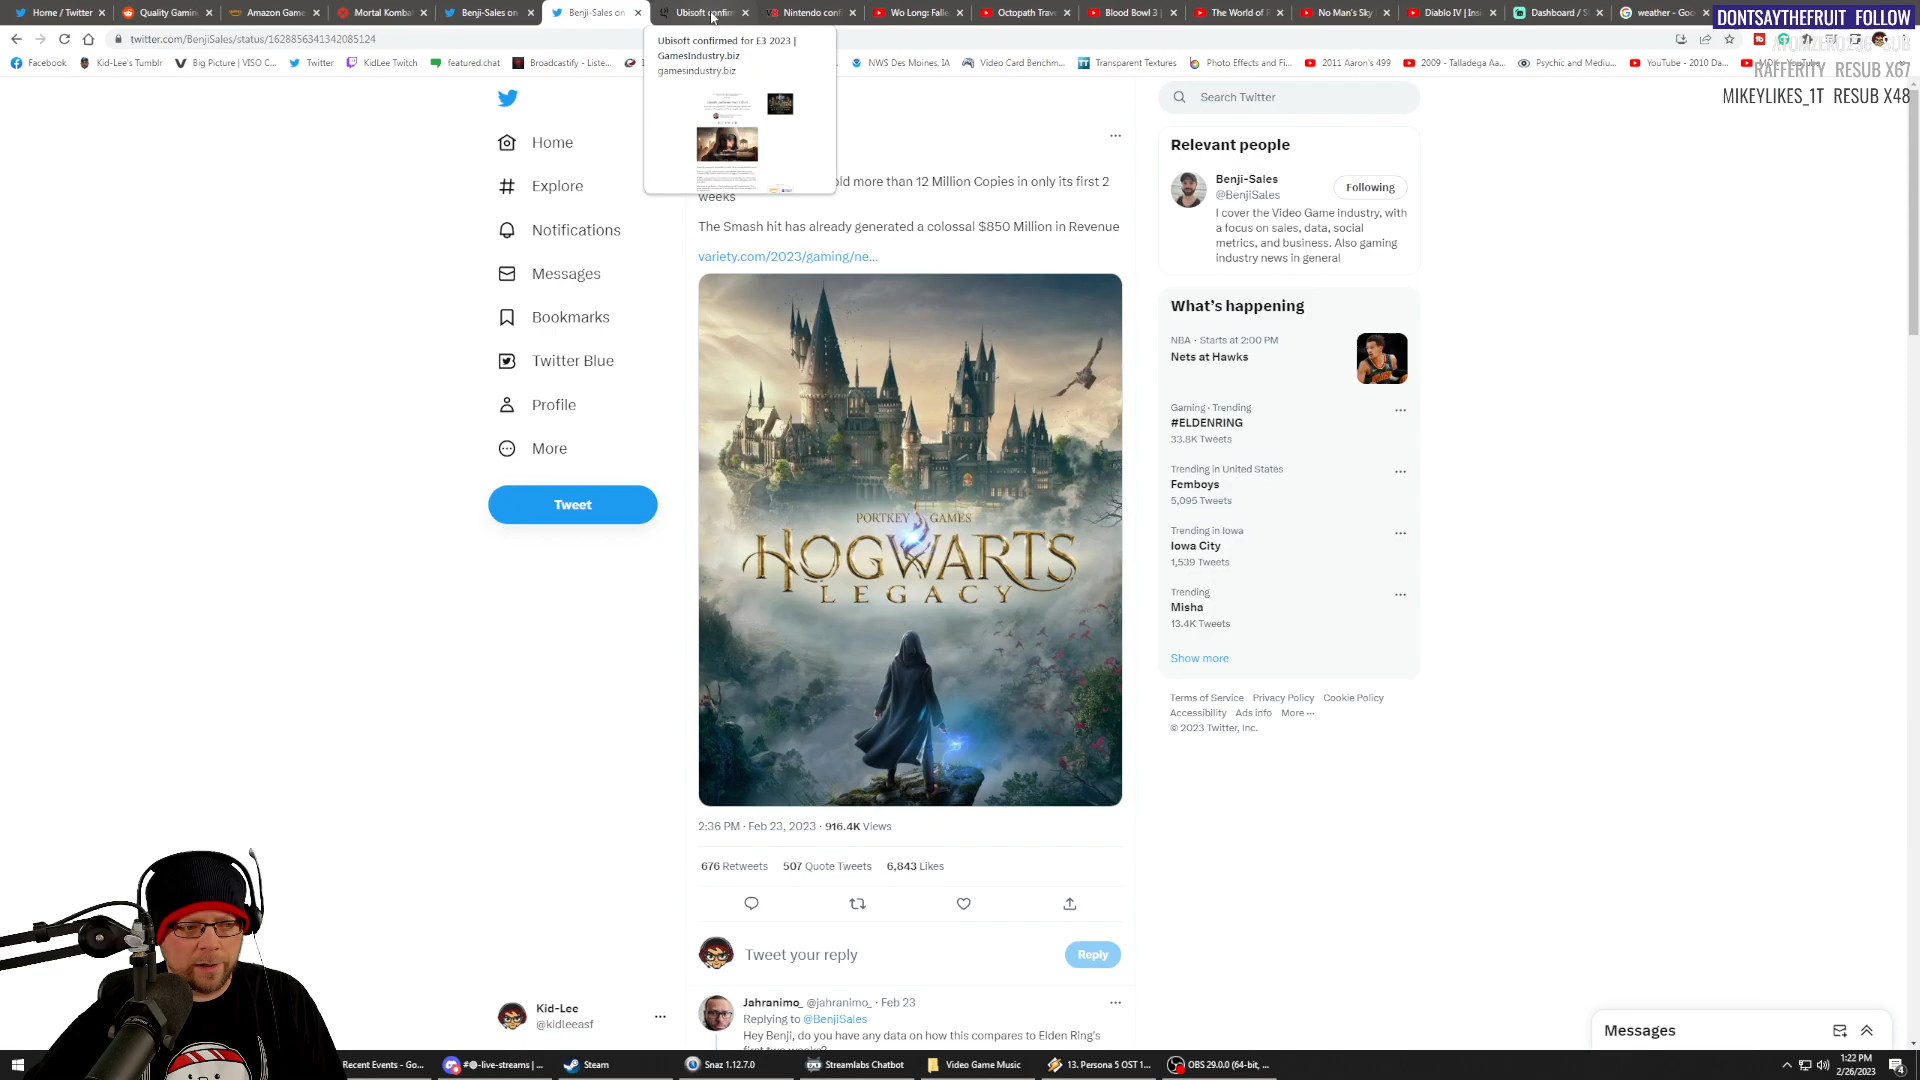 Home / Twitter
Quality Gamin
Amazon Game
Mortal Komba
Benji-Sales on
Benji-Sales on
Ubisoft confirm
Nintendo conf
Wo Long: Fall
Octopath Trav
Blood Bowl 3 |
The World of F
No Man's Sky
Diablo IV | Ins
Dashboard / S
weather - Goo
DONTSAYTHEFRUIT FOLLOW
twitter.com/BenjiSales/status/1628856341342085124
RAFFERITY RESUB X67
MIKEYLIKES_1T RESUB X48
Facebook
Kid-Lee's Tumblr
Big Picture | VISO C...
Twitter
KidLee Twitch
featured.chat
Broadcastify - Liste...
NWS Des Moines, IA
Video Card Benchm...
Transparent Textures
Photo Effects and Fi...
2011 Aaron's 499
2009 - Talladega Aa...
Psychic and Mediu...
YouTube - 2010 Da...
Ubisoft confirmed for E3 2023 |
GamesIndustry.biz
gamesindustry.biz
Home
Explore
Notifications
Messages
Bookmarks
Twitter Blue
Profile
More
Tweet
old more than 12 Million Copies in only its first 2
weeks
The Smash hit has already generated a colossal $850 Million in Revenue
variety.com/2023/gaming/ne...
PORTKEY GAMES
HOGWARTS
LEGACY
2:36 PM · Feb 23, 2023 · 916.4K Views
676 Retweets 507 Quote Tweets 6,843 Likes
Tweet your reply
Reply
Jahranimo_ @jahranimo_ · Feb 23
Replying to @BenjiSales
Hey Benji, do you have any data on how this compares to Elden Ring's
first two weeks?
Kid-Lee
@kidleeasf
Search Twitter
Relevant people
Benji-Sales
@BenjiSales
Following
I cover the Video Game industry, with
a focus on sales, data, social
metrics, and business. Also gaming
industry news in general
What's happening
NBA · Starts at 2:00 PM
Nets at Hawks
Gaming · Trending
#ELDENRING
33.8K Tweets
Trending in United States
Femboys
5,095 Tweets
Trending in Iowa
Iowa City
1,539 Tweets
Trending
Misha
13.4K Tweets
Show more
Terms of Service Privacy Policy Cookie Policy
Accessibility Ads info More ···
© 2023 Twitter, Inc.
Messages
Recent Events - Go...
#-live-streams | ...
Steam
Snaz 1.12.7.0
Streamlabs Chatbot
Video Game Music
13. Persona 5 OST 1...
OBS 29.0.0 (64-bit, ...
1:22 PM
2/26/2023
4